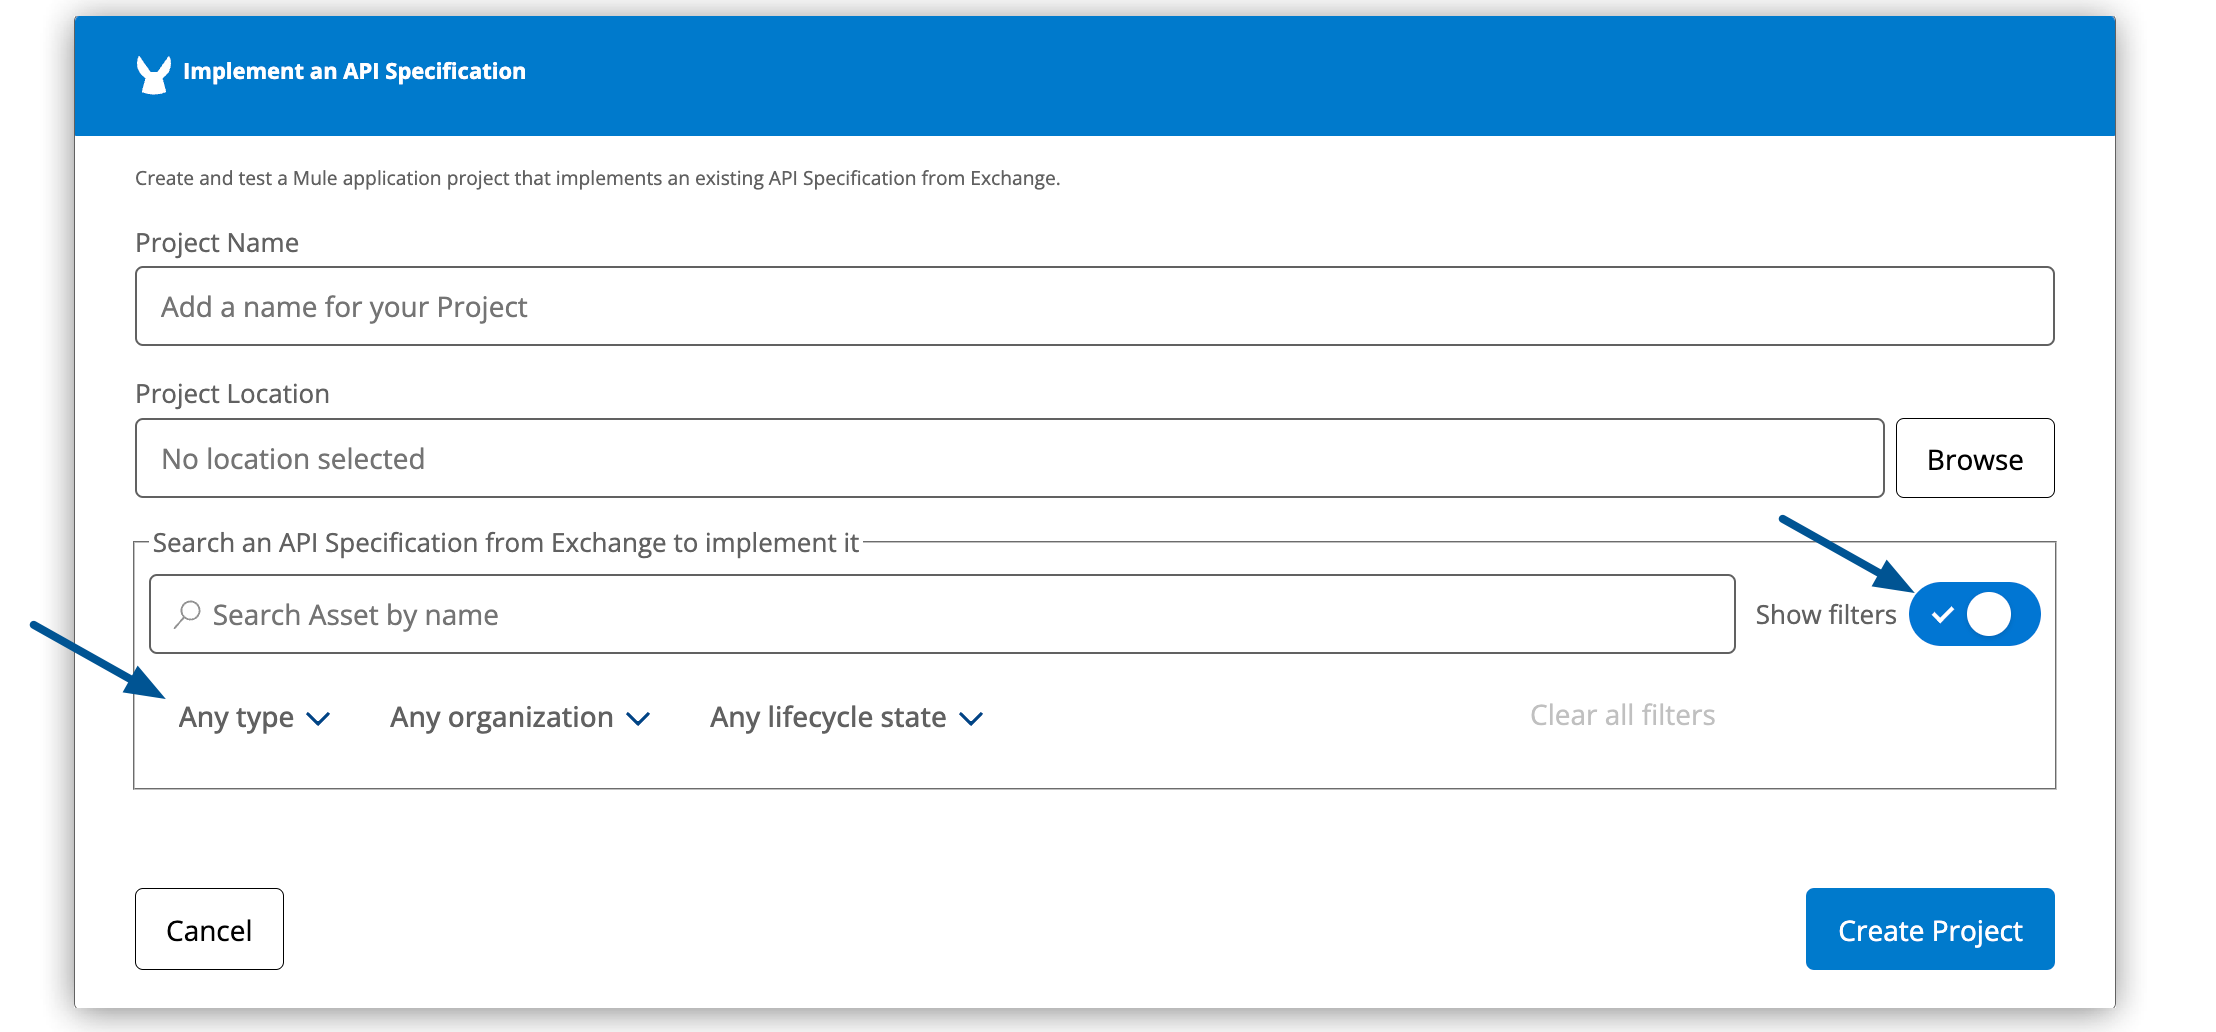 Implement an API Specification
Create and test a Mule application project that implements an existing API Specification from Exchange.
Project Name
Add a name for your Project
Project Location
No location selected
Browse
Search an API Specification from Exchange to implement it
Search Asset by name
Show filters
Any type
Any organization
Any lifecycle state
Clear all filters
Cancel
Create Project